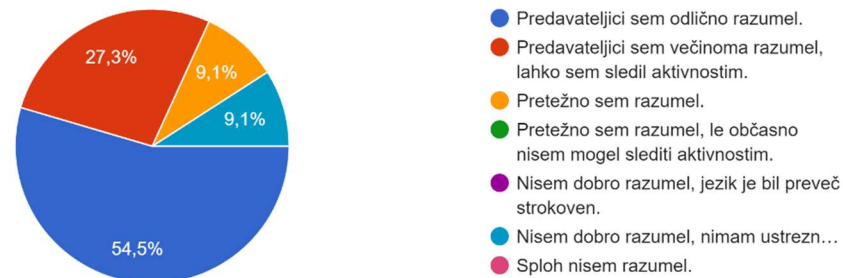 27,3%
9,1%
9,1%
54,5%
Predavateljici sem odlično razumel.
Predavateljici sem večinoma razumel,
lahko sem sledil aktivnostim.
Pretežno sem razumel.
Pretežno sem razumel, le občasno
nisem mogel slediti aktivnostim.
Nisem dobro razumel, jezik je bil preveč
strokoven.
Nisem dobro razumel, nimam ustrezn…
Sploh nisem razumel.